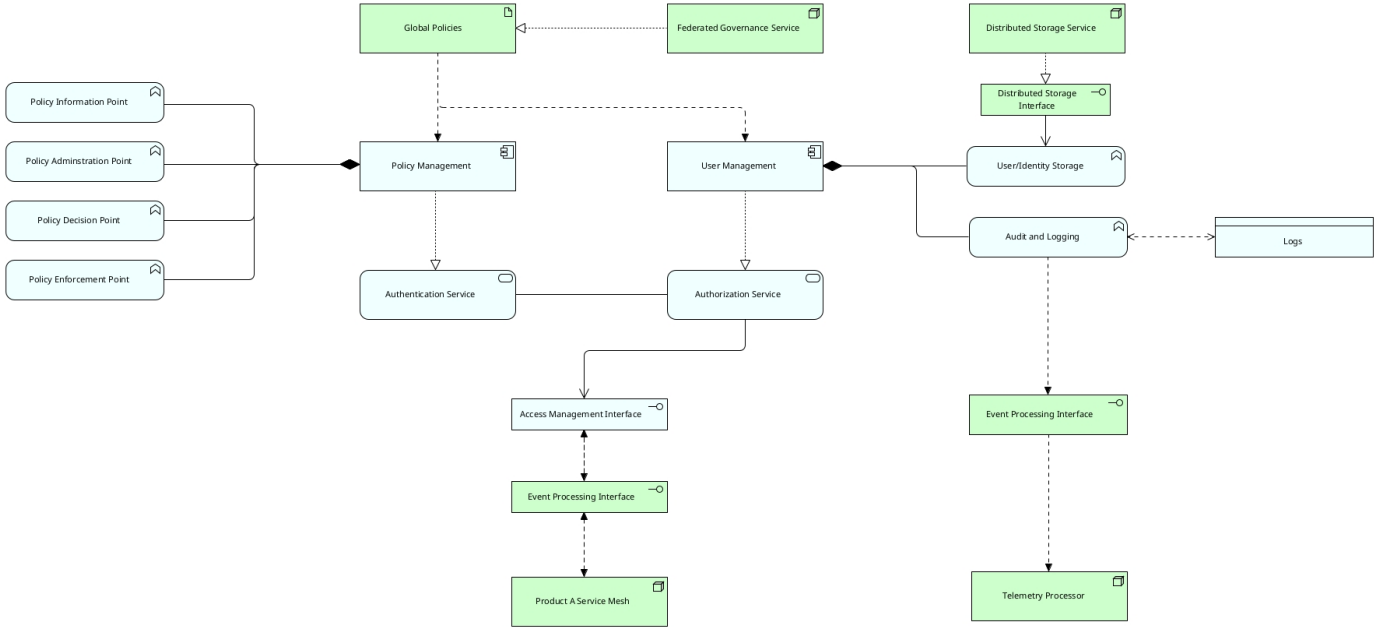 Global Policies
Federated Governance Service
Distributed Storage Service
Policy Information Point
Distributed Storage
Interface
Policy Adminstration Point
Policy Management
User Management
User/Identity Storage
Policy Decision Point
Audit and Logging
Logs
Policy Enforcement Point
Authentication Service
Authorization Service
Access Management Interface
Event Processing Interface
Event Processing Interface
Product A Service Mesh
Telemetry Processor